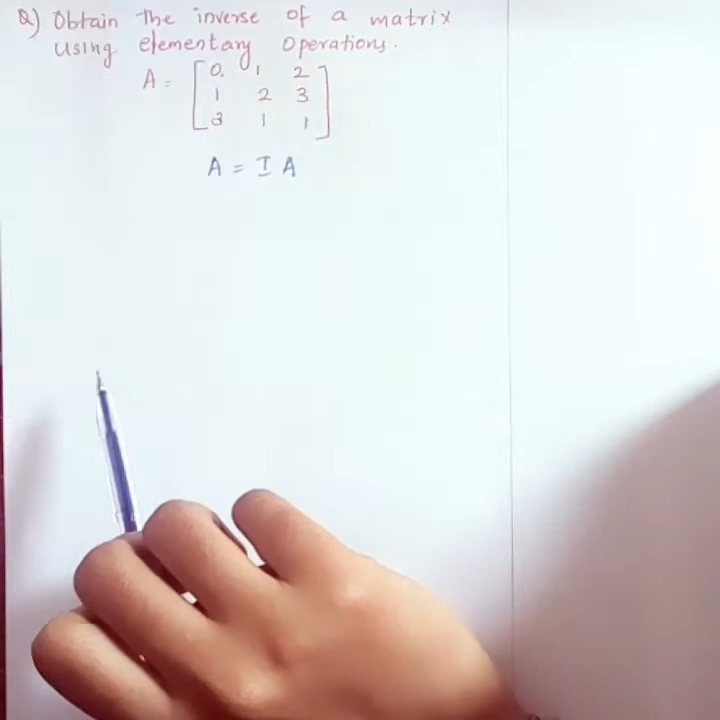 Q) Obtain the inverse of a matrix
using elementary operations.
A = [ 0 1 2
1 2 3
3 1 1 ]
A = I A